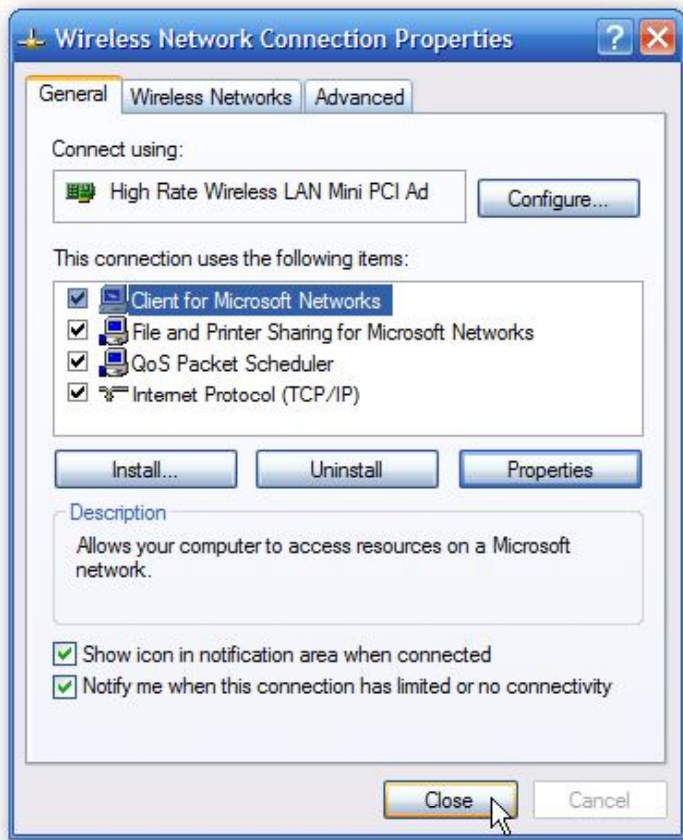 Wireless Network Connection Properties
General
Wireless Networks
Advanced
Connect using:
High Rate Wireless LAN Mini PCI Ad
Configure...
This connection uses the following items:
Client for Microsoft Networks
File and Printer Sharing for Microsoft Networks
QoS Packet Scheduler
Internet Protocol (TCP/IP)
Install...
Uninstall
Properties
Description
Allows your computer to access resources on a Microsoft
network.
Show icon in notification area when connected
Notify me when this connection has limited or no connectivity
Close
Cancel